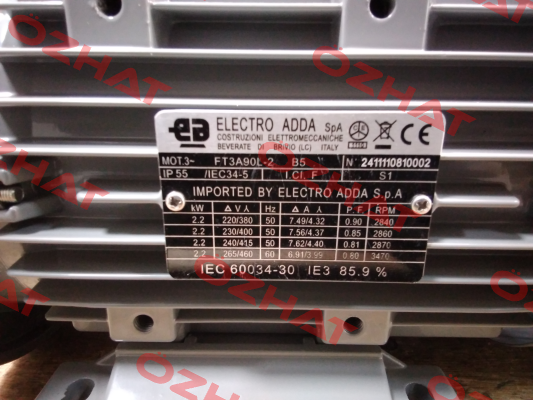 OZHAT
OZHAT
OZHAT
OZHAT
OZHAT
ea ELECTRO ADDA SpA
COSTRUZIONI ELETTROMECCANICHE
BEVERATE DI BRIVIO (LC) ITALY
MOT.3~ FT3A90L-2 B5 N° 2411110810002
IP 55 /IEC34-5/ I.Cl. F S1
IMPORTED BY ELECTRO ADDA S.p.A
kW Δ V Y Hz Δ A Y P.F. RPM
2.2 220/380 50 7.49/4.32 0.90 2840
2.2 230/400 50 7.56/4.37 0.85 2860
2.2 240/415 50 7.62/4.40 0.81 2870
2.2 265/460 60 6.91/3.99 0.80 3470
IEC 60034-30 IE3 85.9 %